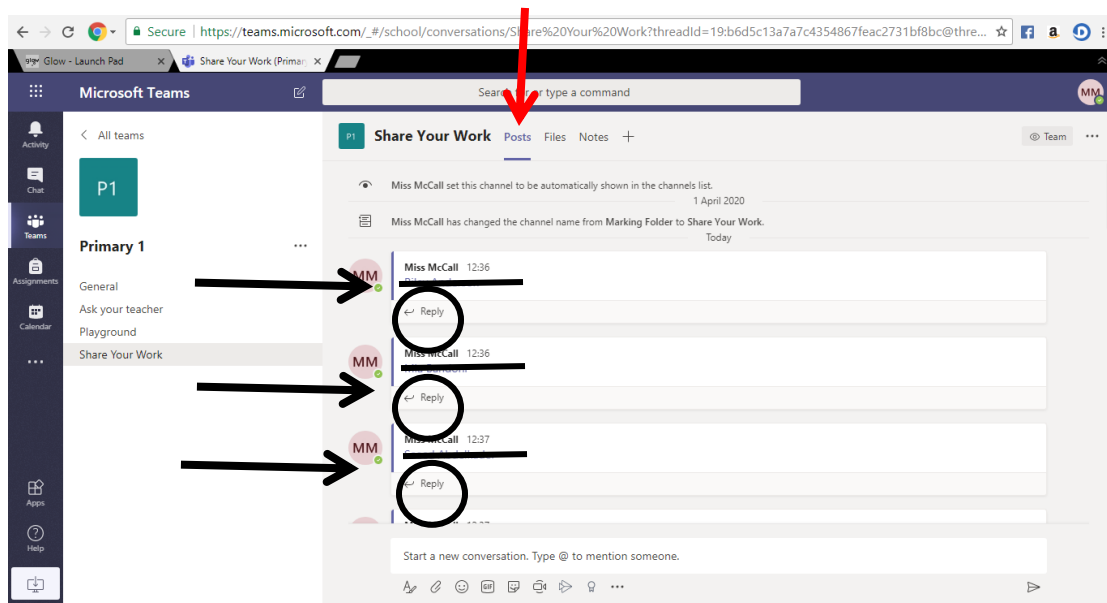 Secure | https://teams.microsoft.com/_#/school/conversations/Share%20Your%20Work?threadId=19:b6d5c13a7a7c4354867feac2731bf8bc@thre...
Glow - Launch Pad
Share Your Work (Primar
Microsoft Teams
Search for or type a command
MM
Activity
Chat
Teams
Assignments
Calendar
Apps
Help
All teams
P1
Primary 1
General
Ask your teacher
Playground
Share Your Work
P1 Share Your Work Posts Files Notes +
Team
Miss McCall set this channel to be automatically shown in the channels list.
1 April 2020
Miss McCall has changed the channel name from Marking Folder to Share Your Work.
Today
MM
Miss McCall 12:36
Reply
MM
Miss McCall 12:36
Reply
MM
Miss McCall 12:37
Reply
Start a new conversation. Type @ to mention someone.
GIF